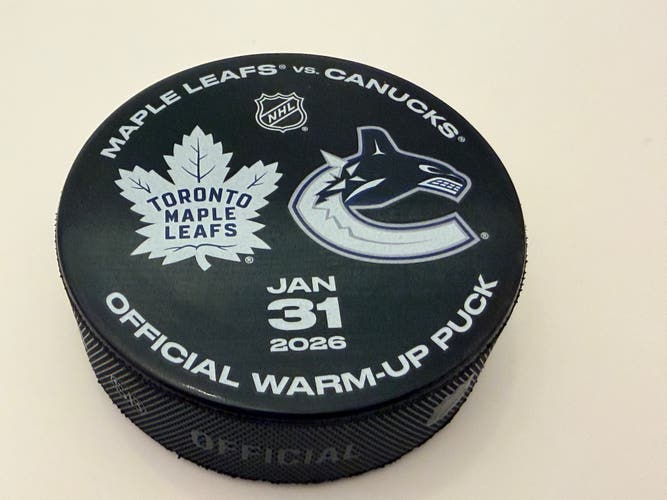 MAPLE LEAFS® VS. CANUCKS®
NHL®
TORONTO
MAPLE
LEAFS®
®
JAN
31
2026
OFFICIAL WARM-UP PUCK
OFFICIAL